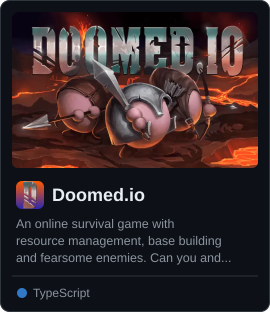 DOOMED.IO
Doomed.io
An online survival game with
resource management, base building
and fearsome enemies. Can you and...
TypeScript